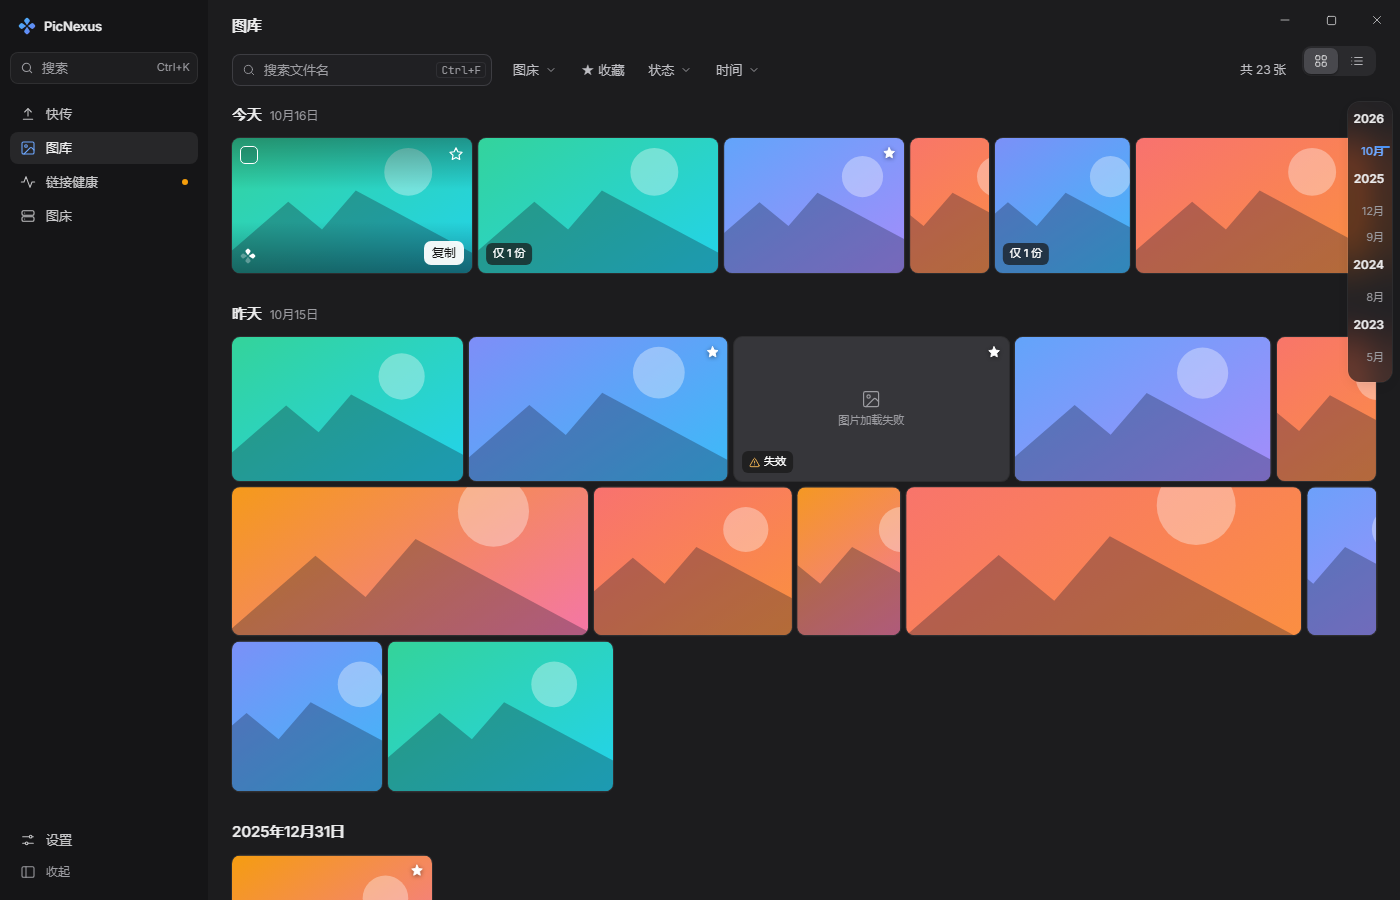 PicNexus
搜索 Ctrl+K
快传
图库
链接健康
图床
设置
收起
图库
搜索文件名 Ctrl+F
图床
★ 收藏
状态
时间
共 23 张
今天 10月16日
复制
仅 1 份
仅 1 份
昨天 10月15日
图片加载失败
失效
2025年12月31日
2026
10月
2025
12月
9月
2024
8月
2023
5月